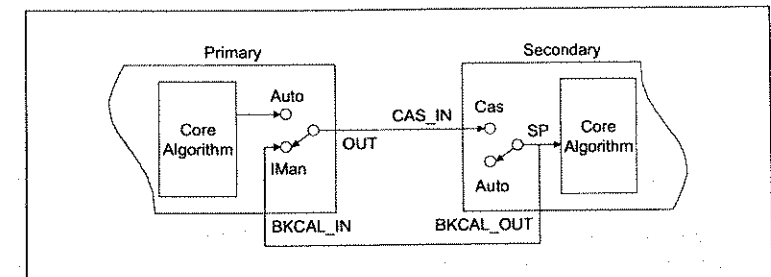 Primary
Secondary
Core
Algorithm
Auto
IMan
OUT
CAS_IN
Cas
SP
Auto
Core
Algorithm
BKCAL_IN
BKCAL_OUT